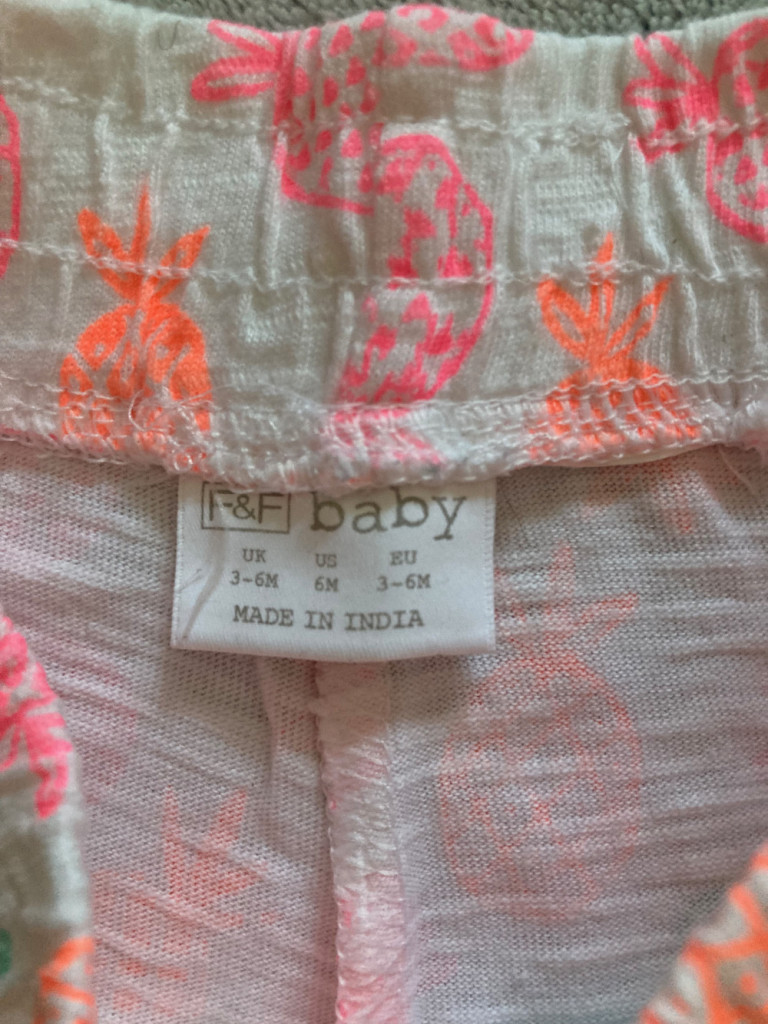 F&F baby
UK US EU
3-6M 6M 3-6M
MADE IN INDIA